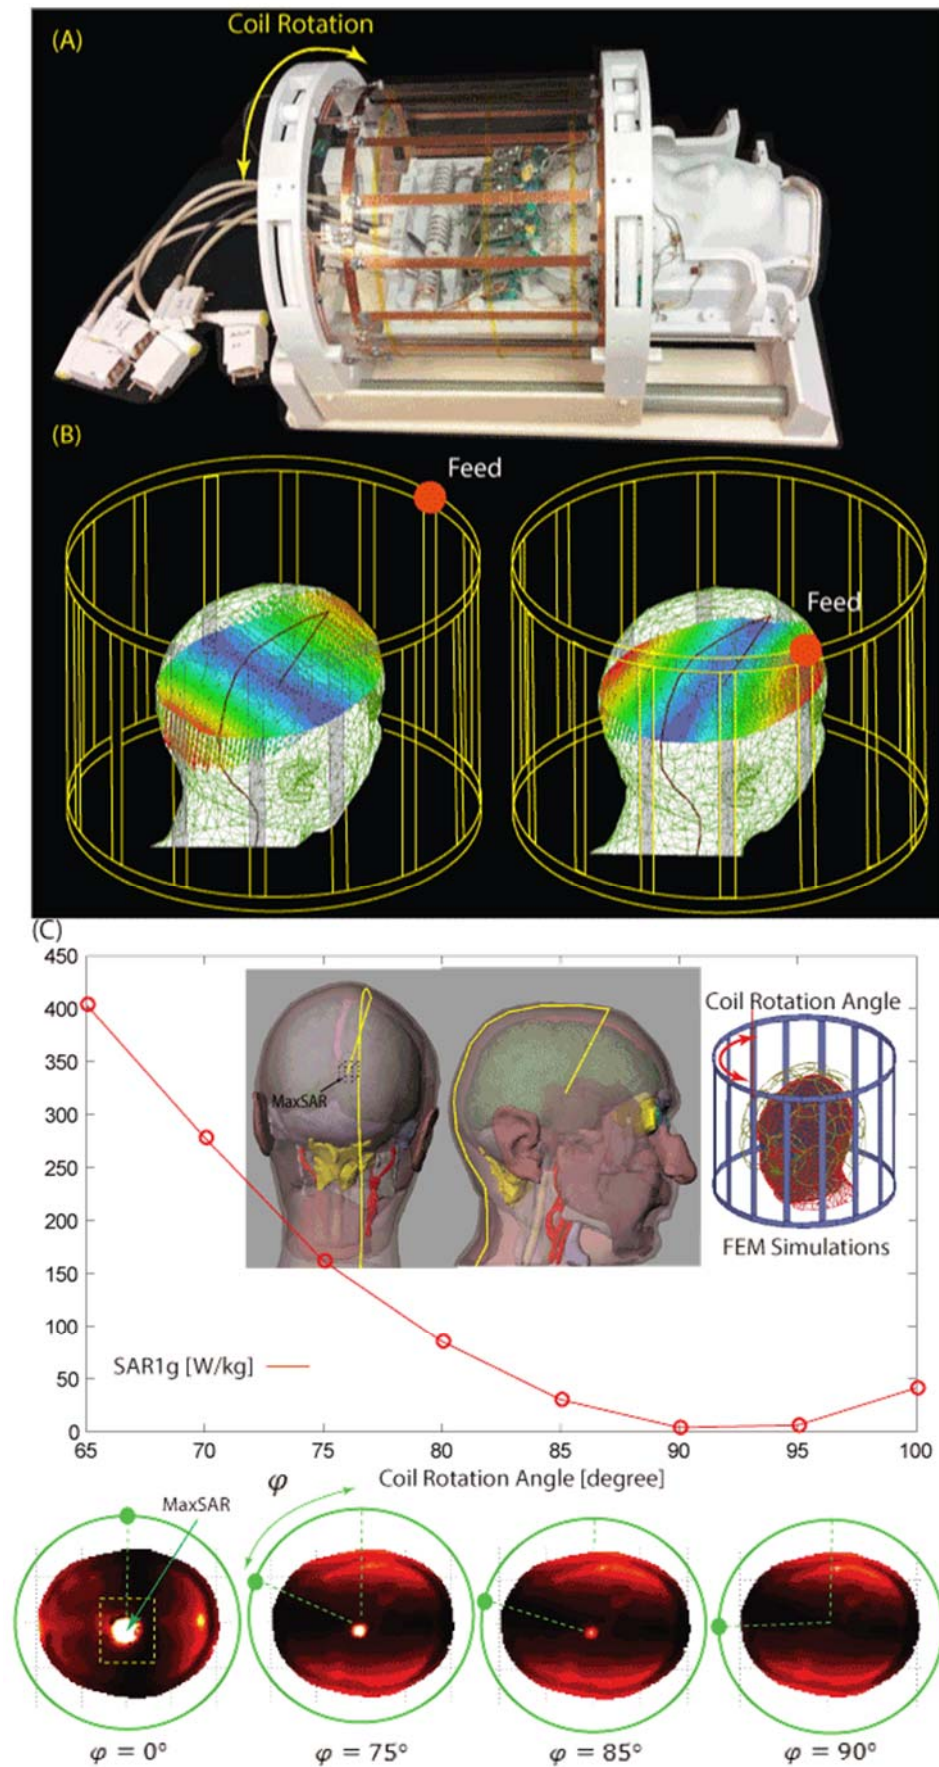 (A)
Coil Rotation
(B)
Feed
Feed
(C)
450
400
350
300
250
200
150
100
50
0
MaxSAR
Coil Rotation Angle
FEM Simulations
SAR1g [W/kg]
65 70 75 80 85 90 95 100
φ Coil Rotation Angle [degree]
MaxSAR
φ = 0° φ = 75° φ = 85° φ = 90°